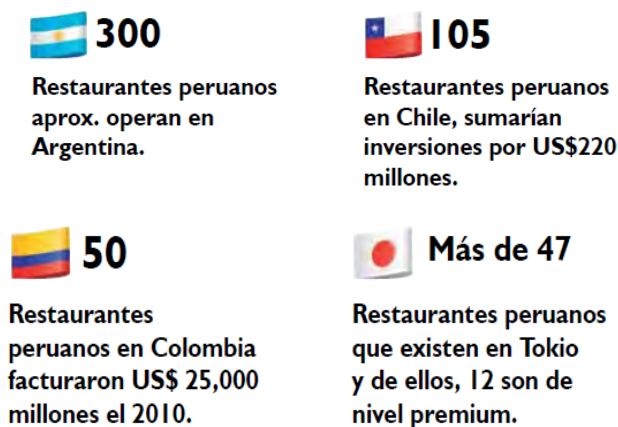 300
Restaurantes peruanos
aprox. operan en
Argentina.
105
Restaurantes peruanos
en Chile, sumarían
inversiones por US$220
millones.
50
Restaurantes
peruanos en Colombia
facturaron US$ 25,000
millones el 2010.
Más de 47
Restaurantes peruanos
que existen en Tokio
y de ellos, 12 son de
nivel premium.